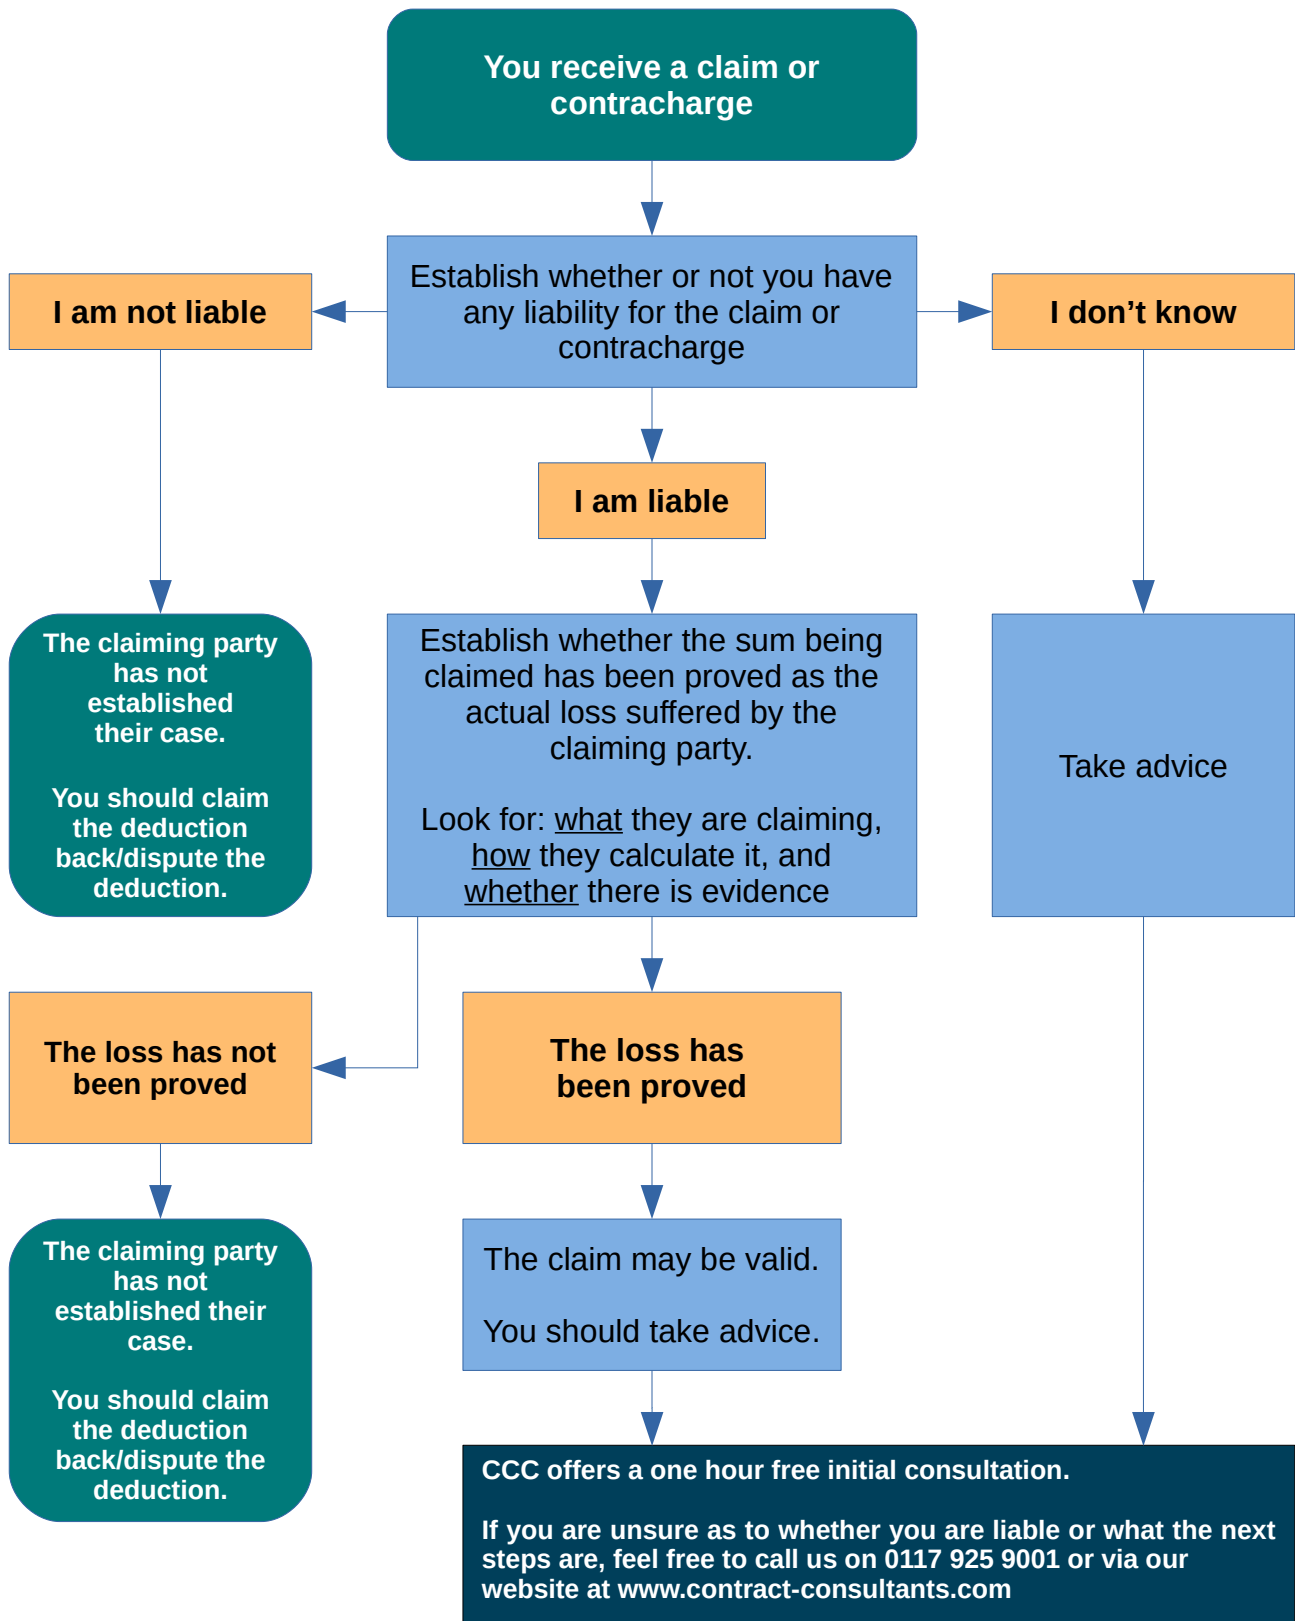 You receive a claim or
contracharge
Establish whether or not you have
any liability for the claim or
contracharge
I am not liable
I don’t know
I am liable
The claiming party
has not
established
their case.
You should claim
the deduction
back/dispute the
deduction.
Establish whether the sum being
claimed has been proved as the
actual loss suffered by the
claiming party.
Look for: what they are claiming,
how they calculate it, and
whether there is evidence
Take advice
The loss has not
been proved
The loss has
been proved
The claiming party
has not
established their
case.
You should claim
the deduction
back/dispute the
deduction.
The claim may be valid.
You should take advice.
CCC offers a one hour free initial consultation.
If you are unsure as to whether you are liable or what the next
steps are, feel free to call us on 0117 925 9001 or via our
website at www.contract-consultants.com